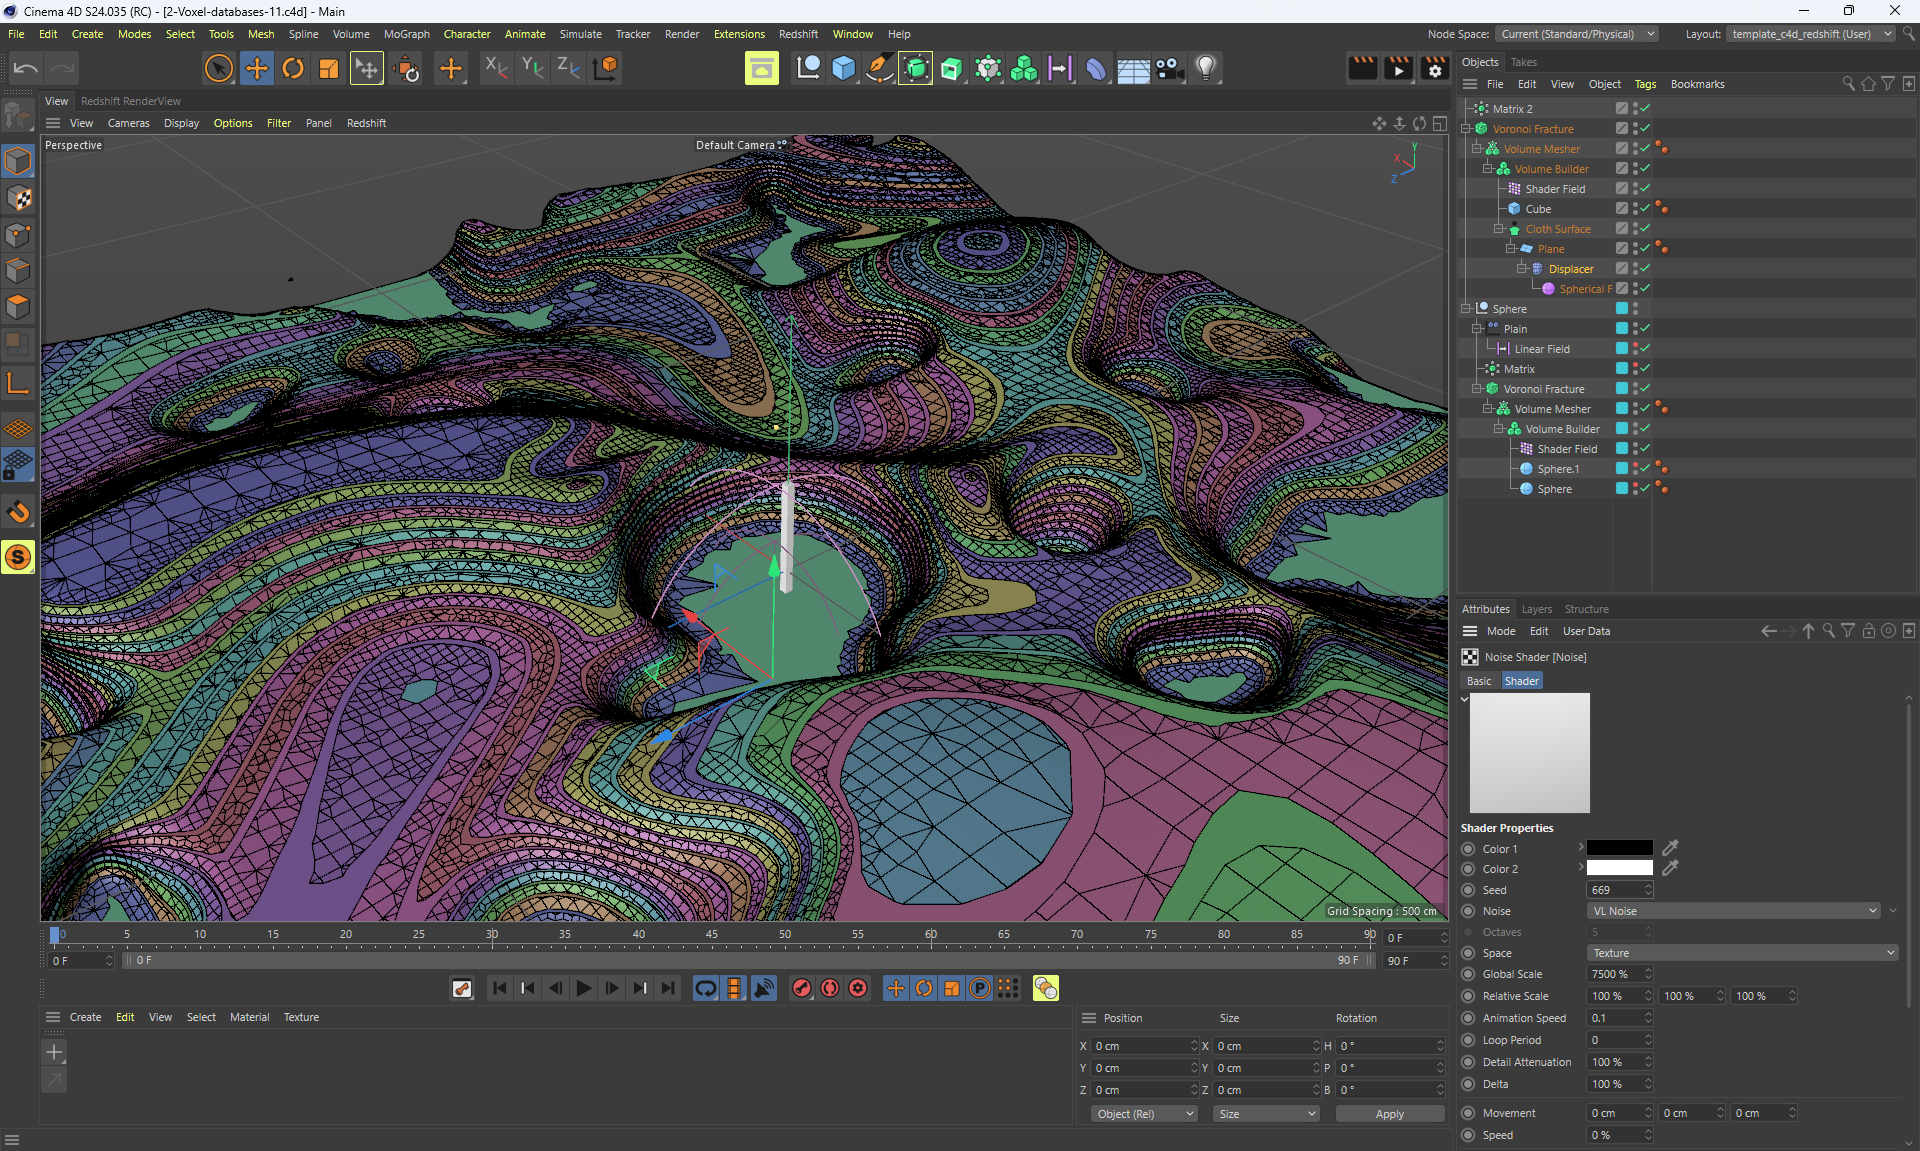 Cinema 4D S24.035 (RC) - [2-Voxel-databases-11.c4d] - Main
File Edit Create Modes Select Tools Mesh Spline Volume MoGraph Character Animate Simulate Tracker Render Extensions Redshift Window Help
Node Space: Current (Standard/Physical) Layout: template_c4d_redshift (User)
X Y Z
Objects Takes
File Edit View Object Tags Bookmarks
View Redshift RenderView
View Cameras Display Options Filter Panel Redshift
Perspective
Default Camera
Y
X
Z
Grid Spacing : 500 cm
Matrix 2
Voronoi Fracture
Volume Mesher
Volume Builder
Shader Field
Cube
Cloth Surface
Plane
Displacer
Spherical F
Sphere
Plain
Linear Field
Matrix
Voronoi Fracture
Volume Mesher
Volume Builder
Shader Field
Sphere.1
Sphere
Attributes Layers Structure
Mode Edit User Data
Noise Shader [Noise]
Basic Shader
Shader Properties
Color 1
Color 2
Seed 669
Noise VL Noise
Octaves 5
Space Texture
Global Scale 7500 %
Relative Scale 100 % 100 % 100 %
Animation Speed 0.1
Loop Period 0
Detail Attenuation 100 %
Delta 100 %
Movement 0 cm 0 cm 0 cm
Speed 0 %
0 5 10 15 20 25 30 35 40 45 50 55 60 65 70 75 80 85 90 0 F
0 F 0 F 90 F 90 F
P
Create Edit View Select Material Texture
Position Size Rotation
X 0 cm X 0 cm H 0 °
Y 0 cm Y 0 cm P 0 °
Z 0 cm Z 0 cm B 0 °
Object (Rel) Size Apply
S